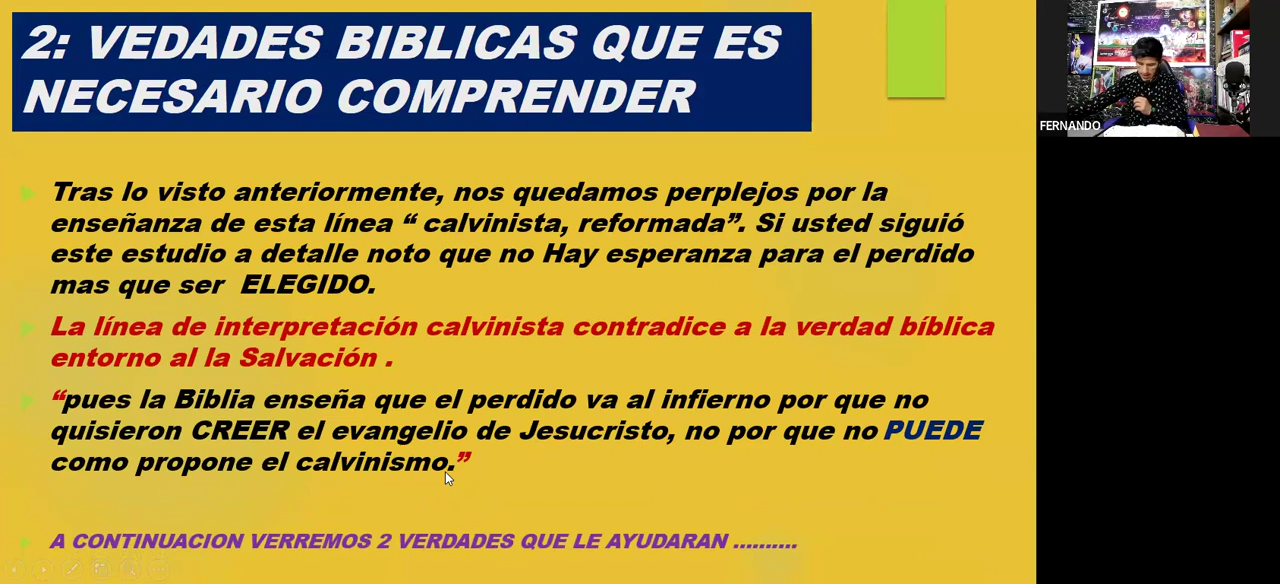 2: VEDADES BIBLICAS QUE ES
NECESARIO COMPRENDER
Tras lo visto anteriormente, nos quedamos perplejos por la
enseñanza de esta línea “ calvinista, reformada”. Si usted siguió
este estudio a detalle noto que no Hay esperanza para el perdido
mas que ser ELEGIDO.
La línea de interpretación calvinista contradice a la verdad bíblica
entorno al la Salvación .
“pues la Biblia enseña que el perdido va al infierno por que no
quisieron CREER el evangelio de Jesucristo, no por que no PUEDE
como propone el calvinismo.”
A CONTINUACION VERREMOS 2 VERDADES QUE LE AYUDARAN ..........
FERNANDO